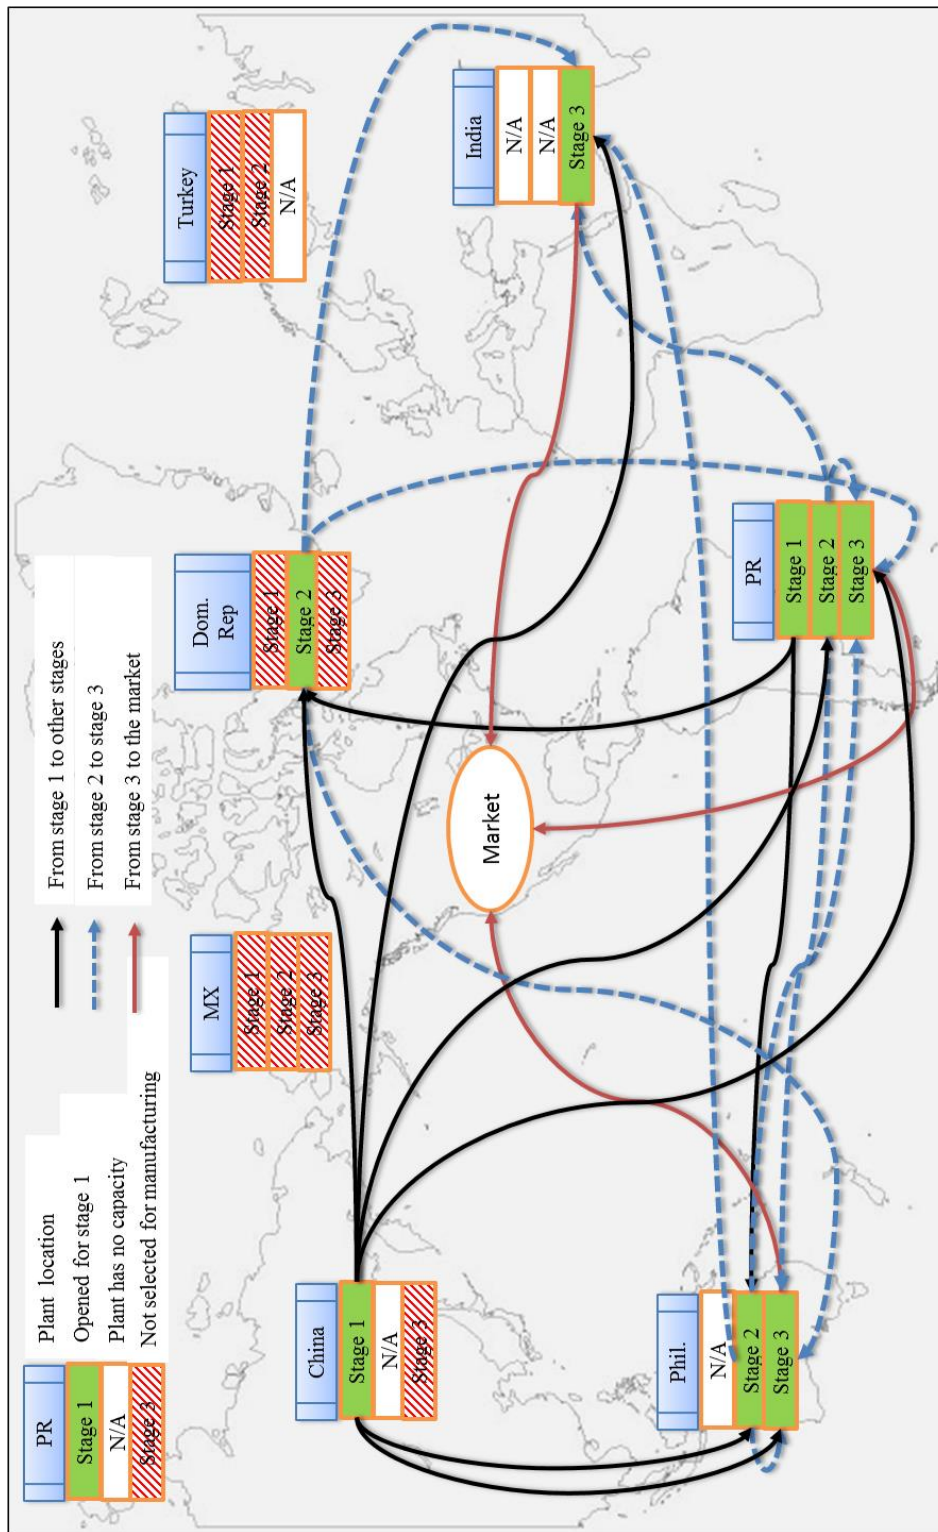 PR
Stage 1
N/A
Stage 3
Plant location
Opened for stage 1
Plant has no capacity
Not selected for manufacturing
From stage 1 to other stages
From stage 2 to stage 3
From stage 3 to the market
China
Stage 1
N/A
Stage 3
MX
Stage 1
Stage 2
Stage 3
Dom.
Rep
Stage 1
Stage 2
Stage 3
Turkey
Stage 1
Stage 2
N/A
India
N/A
N/A
Stage 3
Market
Phil.
N/A
Stage 2
Stage 3
PR
Stage 1
Stage 2
Stage 3